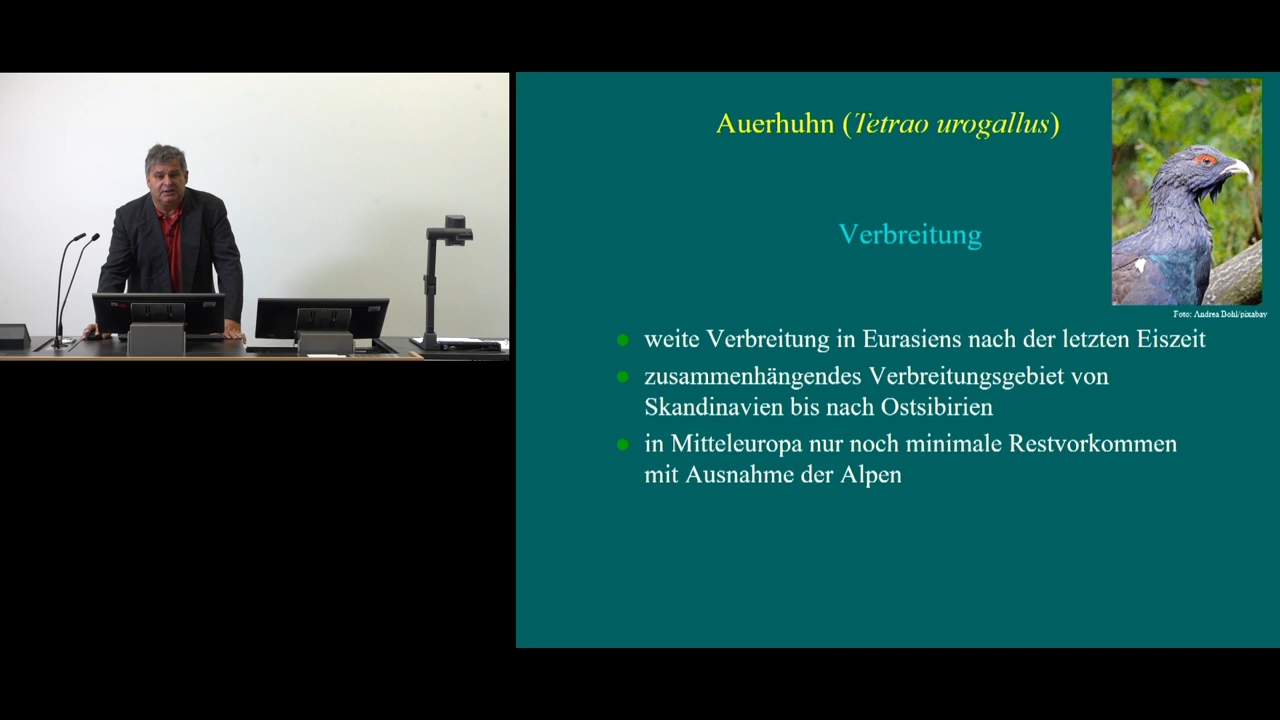 Auerhuhn (Tetrao urogallus)
Verbreitung
Foto: Andrea Bohl/pixabay
weite Verbreitung in Eurasiens nach der letzten Eiszeit
zusammenhängendes Verbreitungsgebiet von
Skandinavien bis nach Ostsibirien
in Mitteleuropa nur noch minimale Restvorkommen
mit Ausnahme der Alpen